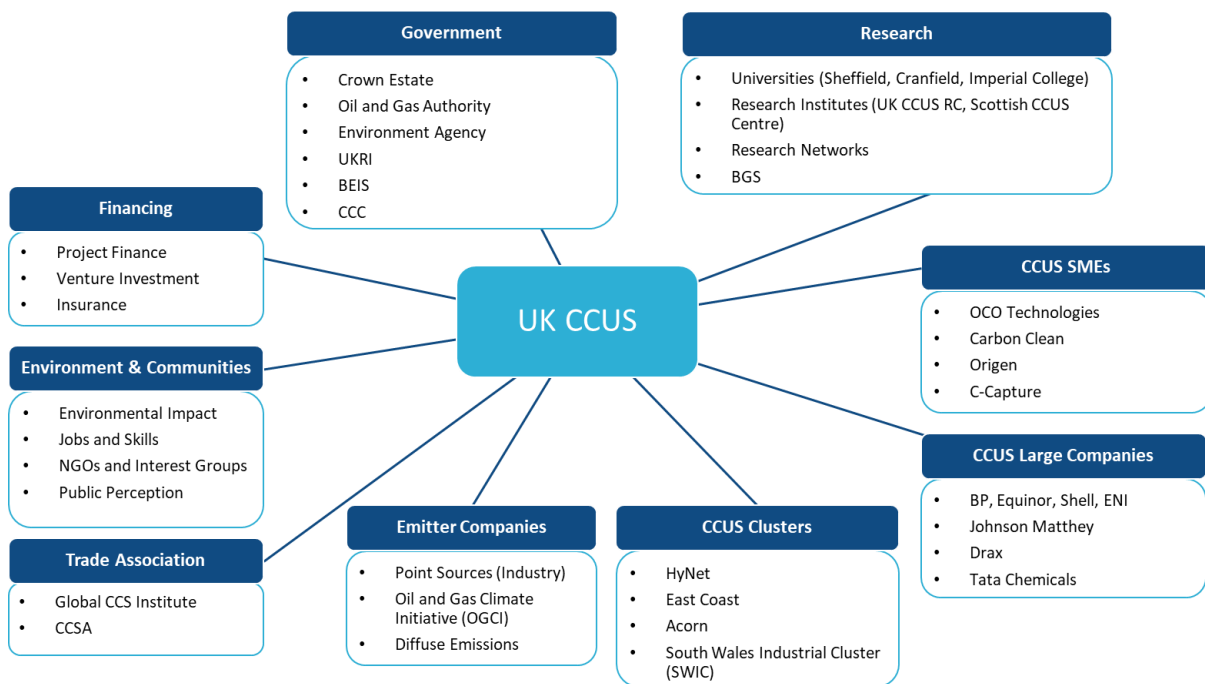 Government
• Crown Estate
• Oil and Gas Authority
• Environment Agency
• UKRI
• BEIS
• CCC
Research
• Universities (Sheffield, Cranfield, Imperial College)
• Research Institutes (UK CCUS RC, Scottish CCUS
Centre)
• Research Networks
• BGS
Financing
• Project Finance
• Venture Investment
• Insurance
UK CCUS
CCUS SMEs
• OCO Technologies
• Carbon Clean
• Origen
• C-Capture
Environment & Communities
• Environmental Impact
• Jobs and Skills
• NGOs and Interest Groups
• Public Perception
CCUS Large Companies
• BP, Equinor, Shell, ENI
• Johnson Matthey
• Drax
• Tata Chemicals
Trade Association
• Global CCS Institute
• CCSA
Emitter Companies
• Point Sources (Industry)
• Oil and Gas Climate
Initiative (OGCI)
• Diffuse Emissions
CCUS Clusters
• HyNet
• East Coast
• Acorn
• South Wales Industrial Cluster
(SWIC)